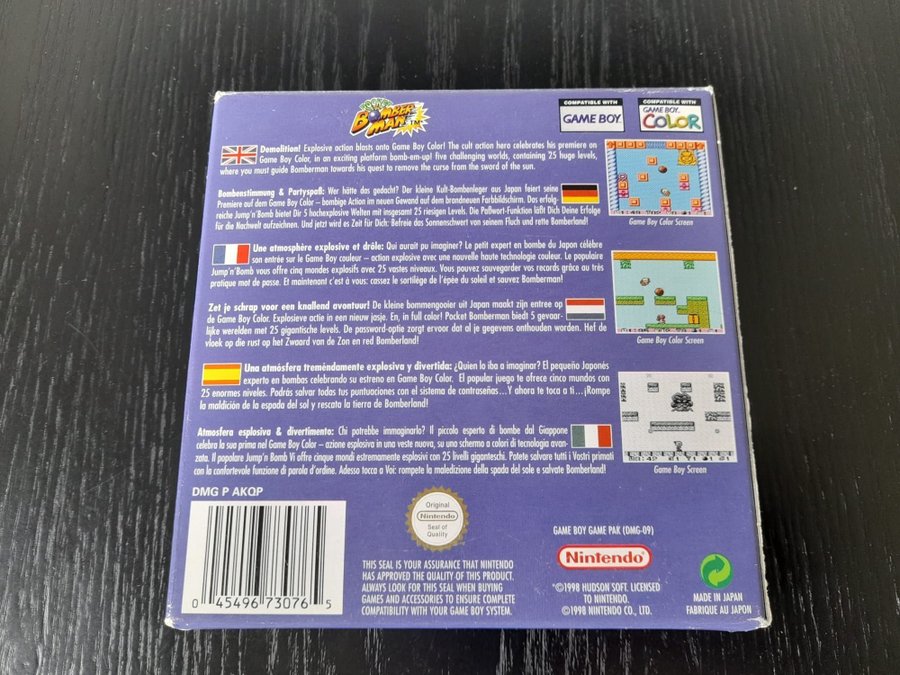 POCKET
BOMBER
MAN™
COMPATIBLE WITH
GAME BOY
COMPATIBLE WITH
GAME BOY
COLOR
Demolition! Explosive action blasts onto Game Boy Color! The cult action hero celebrates his premiere on
Game Boy Color, in an exciting platform bomb-em-up! five challenging worlds, containing 25 huge levels,
where you must guide Bomberman towards his quest to remove the curse from the sword of the sun.
Game Boy Color Screen
Bombenstimmung & Partyspaß: Wer hätte das gedacht? Der kleine Kult-Bombenleger aus Japan feiert seine
Premiere auf dem Game Boy Color – bombige Action im neuen Gewand auf dem brandneuen Farbbildschirm. Das erfolg-
reiche Jump'n'Bomb bietet Dir 5 hochexplosive Welten mit insgesamt 25 riesigen Levels. Die Paßwort-Funktion läßt Dich Deine Erfolge
für die Nachwelt aufzeichnen. Und jetzt wird es Zeit für Dich: Befreie das Sonnenschwert von seinem Fluch und rette Bomberland!
Une atmosphère explosive et drôle: Qui aurait pu imaginer? Le petit expert en bombe du Japon célèbre
son entrée sur le Game Boy couleur – action explosive avec une nouvelle haute technologie couleur. Le populaire
Jump'n'Bomb vous offre cinq mondes explosifs avec 25 vastes niveaux. Vous pouvez sauvegarder vos records grâce au très
pratique mot de passe. Et maintenant c'est à vous: cassez le sortilège de l'épée du soleil et sauvez Bomberman!
Game Boy Color Screen
Zet je schrap voor een knallend avontuur! De kleine bommengooier uit Japan maakt zijn entree op
de Game Boy Color. Explosieve actie in een nieuw jasje. En, in full color! Pocket Bomberman biedt 5 gevaar-
lijke werelden met 25 gigantische levels. De password-optie zorgt ervoor dat al je gegevens onthouden worden. Hef de
vloek op die rust op het Zwaard van de Zon en red Bomberland!
Una atmósfera treméndamente explosiva y divertida: ¿Quien lo iba a imaginar? El pequeño Japonés
experto en bombas celebrando su estreno en Game Boy Color. El popular juego te ofrece cinco mundos con
25 enormes niveles. Podrás salvar todas tus puntuaciones con el sistema de contraseñas...Y ahora te toca a ti...¡Rompe
la maldición de la espada del sol y rescata la tierra de Bomberland!
Game Boy Screen
Atmosfera esplosiva & divertimento: Chi potrebbe immaginarlo? Il piccolo esperto di bombe dal Giappone
celebra la sua prima nel Game Boy Color – azione esplosiva in una veste nuova, su una schermo a colori di tecnologia avan-
zata. Il popolare Jump'n Bomb Vi offre cinque mondi estremamente esplosivi con 25 livelli giganteschi. Potete salvare tutti i Vostri primati
con la confortevole funzione di parola d'ordine. Adesso tocca a Voi: rompete la maledizione della spada del sole e salvate Bomberland!
DMG P AKQP
0 45496 73076 5
Original
Nintendo
Seal of
Quality
THIS SEAL IS YOUR ASSURANCE THAT NINTENDO
HAS APPROVED THE QUALITY OF THIS PRODUCT.
ALWAYS LOOK FOR THIS SEAL WHEN BUYING
GAMES AND ACCESSORIES TO ENSURE COMPLETE
COMPATIBILITY WITH YOUR GAME BOY SYSTEM.
GAME BOY GAME PAK (DMG-09)
Nintendo
©1998 HUDSON SOFT. LICENSED
TO NINTENDO.
©1998 NINTENDO CO., LTD.
MADE IN JAPAN
FABRIQUE AU JAPON